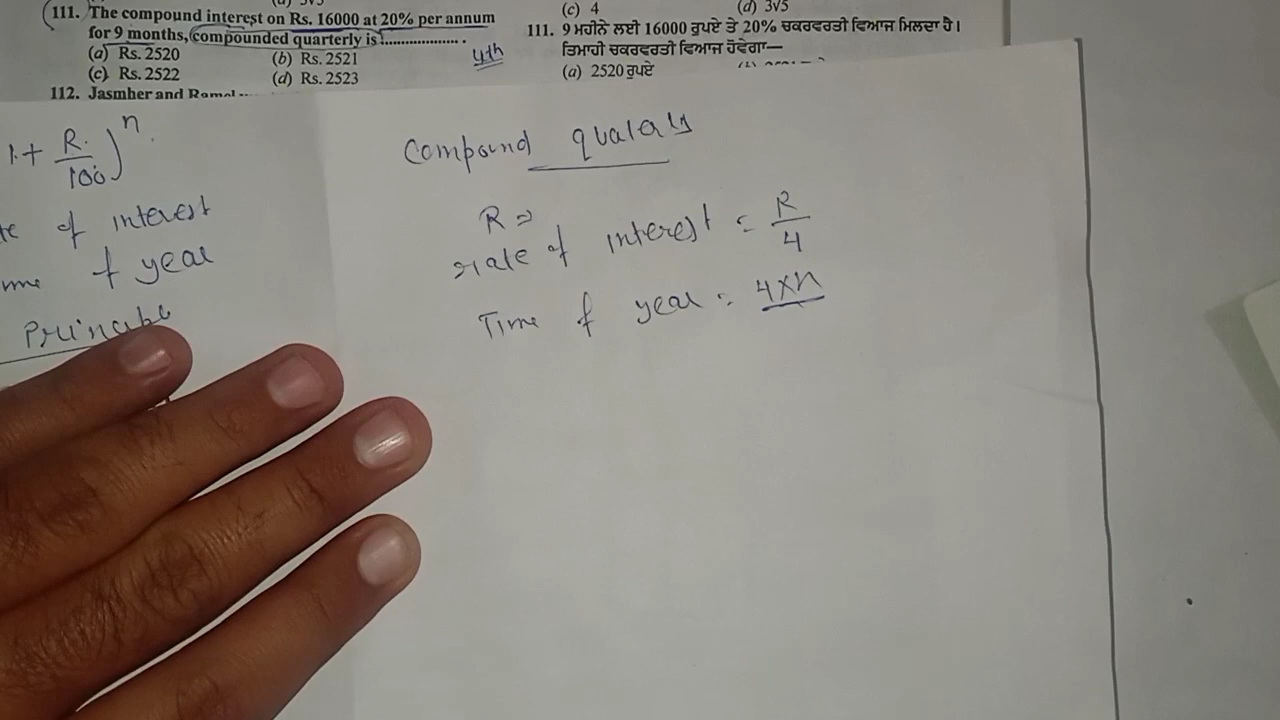 (c) 4
(d) 3√5
111. The compound interest on Rs. 16000 at 20% per annum
for 9 months, compounded quarterly is ................... .
(a) Rs. 2520
(b) Rs. 2521
(c) Rs. 2522
(d) Rs. 2523
4th
112. Jasmher and
111. 9 ਮਹੀਨੇ ਲਈ 16000 ਰੁਪਏ ਤੇ 20% ਚਕਰਵਰਤੀ ਵਿਆਜ ਮਿਲਦਾ ਹੈ।
ਤਿਮਾਹੀ ਚਕਰਵਰਤੀ ਵਿਆਜ ਹੋਵੇਗਾ—
(a) 2520 ਰੁਪਏ
1+ R/100)^n
of interest
of year
Prinable
Compound qualaly
R ⇒
rate of interest = R/4
Time of year = 4×n